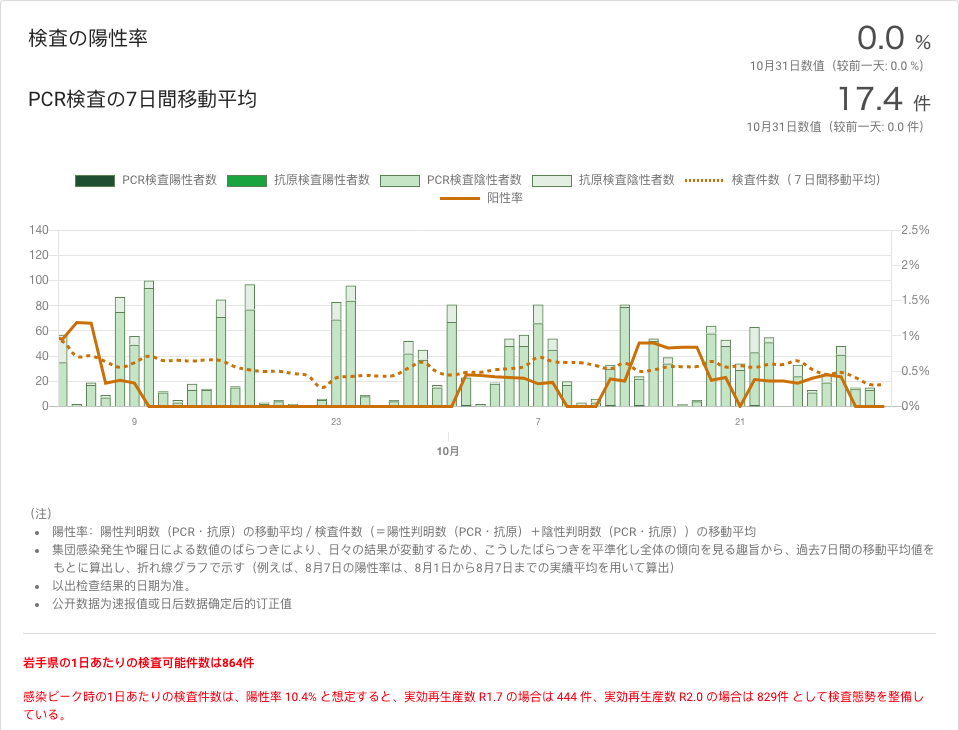 検査の陽性率
0.0 %
10月31日数值（较前一天: 0.0 %）
PCR検査の7日間移動平均
17.4 件
10月31日数值（较前一天: 0.0 件）
PCR検査陽性者数 抗原検査陽性者数 PCR検査陰性者数 抗原検査陰性者数 検査件数（７日間移動平均）
阳性率
140 2.5%
120 2%
100 1.5%
80 1%
60 0.5%
40 0%
20
0
9 23 7 21
10月
（注）
陽性率：陽性判明数（PCR・抗原）の移動平均 / 検査件数（＝陽性判明数（PCR・抗原）＋陰性判明数（PCR・抗原））の移動平均
集団感染発生や曜日による数値のばらつきにより、日々の結果が変動するため、こうしたばらつきを平準化し全体の傾向を見る趣旨から、過去7日間の移動平均値を
もとに算出し、折れ線グラフで示す（例えば、8月7日の陽性率は、8月1日から8月7日までの実績平均を用いて算出）
以出检查结果的日期为准。
公开数据为速报值或日后数据确定后的订正值
岩手県の1日あたりの検査可能件数は864件
感染ピーク時の1日あたりの検査件数は、陽性率 10.4% と想定すると、実効再生産数 R1.7 の場合は 444 件、実効再生産数 R2.0 の場合は 829件 として検査態勢を整備し
ている。